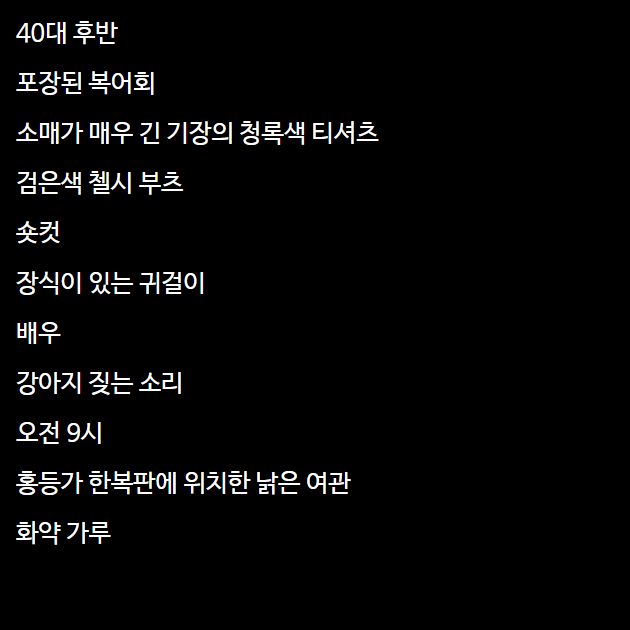 40대 후반
포장된 복어회
소매가 매우 긴 기장의 청록색 티셔츠
검은색 첼시 부츠
숏컷
장식이 있는 귀걸이
배우
강아지 짖는 소리
오전 9시
홍등가 한복판에 위치한 낡은 여관
화약 가루